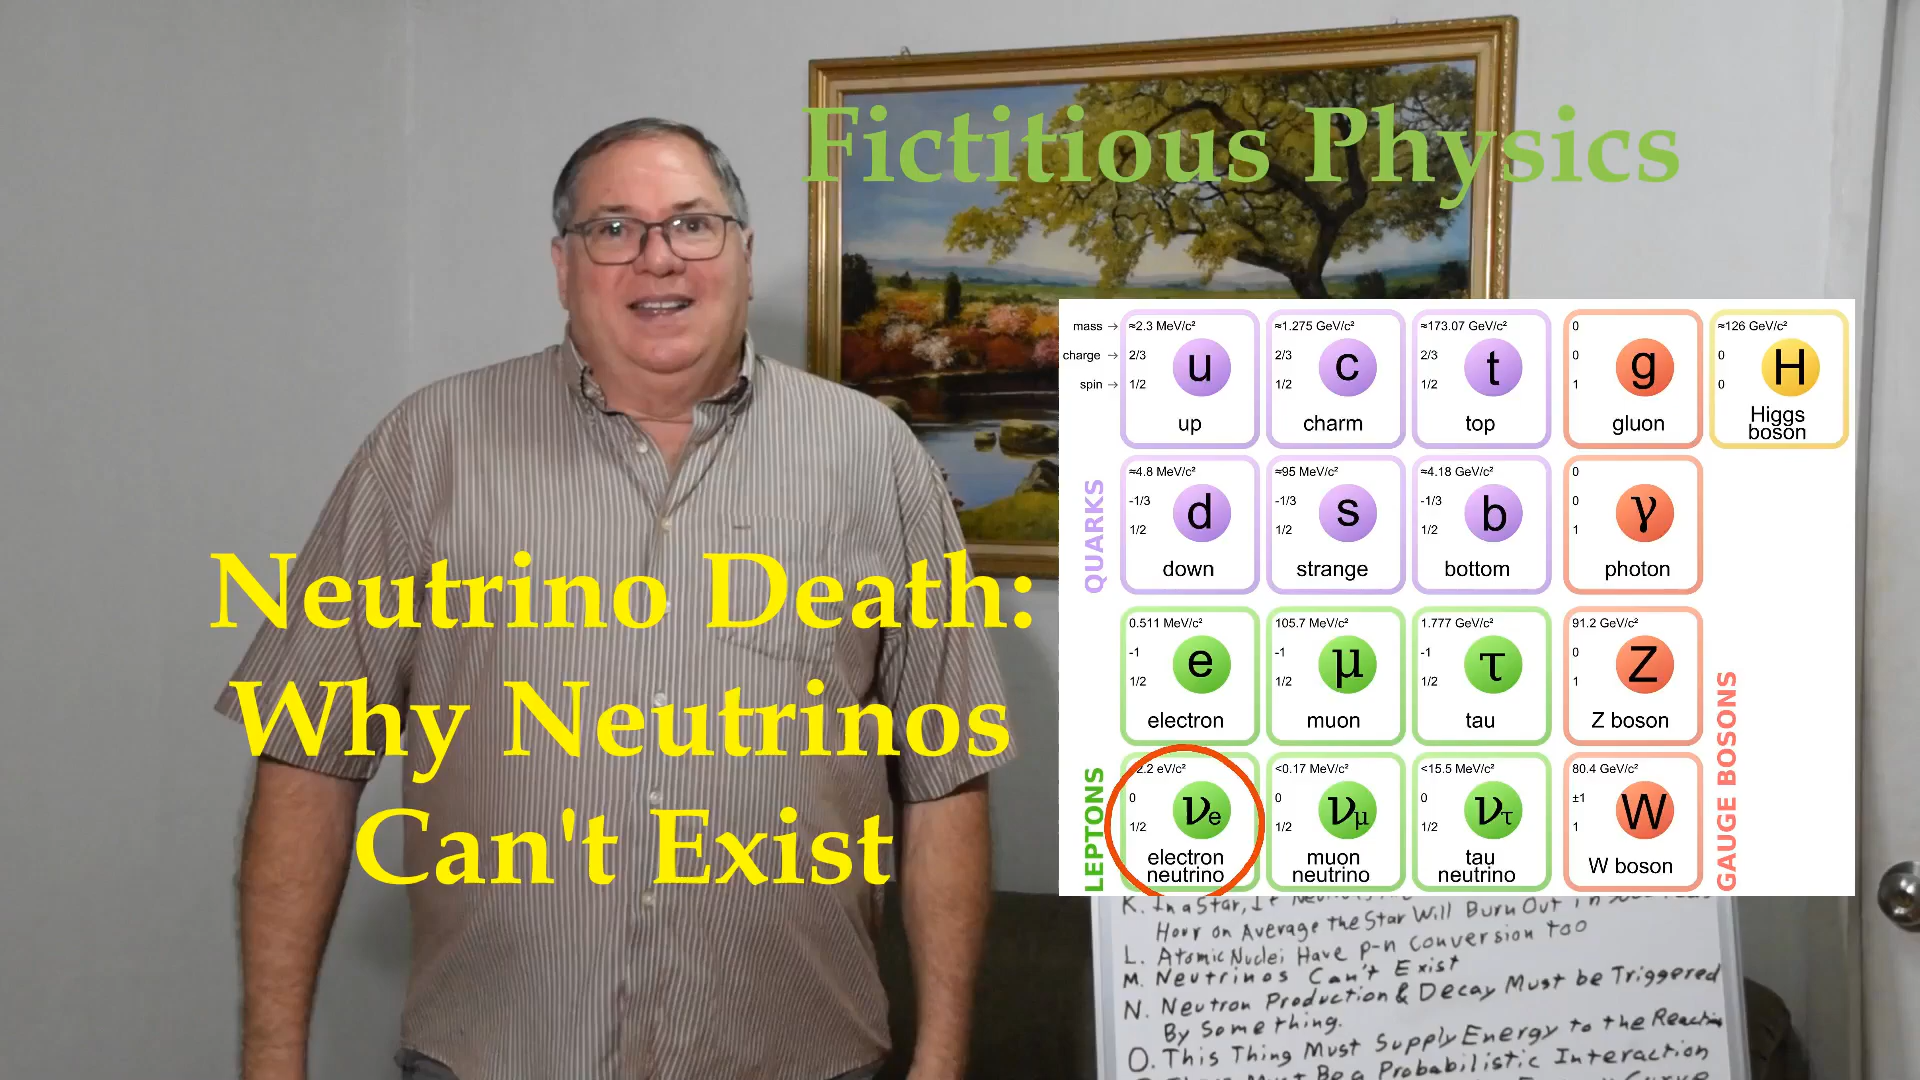 Fictitious Physics
Neutrino Death:
Why Neutrinos
Can't Exist
mass → ≈2.3 MeV/c² ≈1.275 GeV/c² ≈173.07 GeV/c² 0 ≈126 GeV/c²
charge → 2/3 2/3 2/3 0 0
spin → 1/2 1/2 1/2 1 0
u c t g H
up charm top gluon Higgs
boson
QUARKS
≈4.8 MeV/c² ≈95 MeV/c² ≈4.18 GeV/c² 0
-1/3 -1/3 -1/3 0
1/2 1/2 1/2 1
d s b γ
down strange bottom photon
0.511 MeV/c² 105.7 MeV/c² 1.777 GeV/c² 91.2 GeV/c²
-1 -1 -1 0
1/2 1/2 1/2 1
e μ τ Z
electron muon tau Z boson
LEPTONS
2.2 eV/c² <0.17 MeV/c² <15.5 MeV/c² 80.4 GeV/c²
0 0 0 ±1
1/2 1/2 1/2 1
νe νμ ντ W
electron muon tau W boson
neutrino neutrino neutrino
GAUGE BOSONS
K. In a Star, If
Hour on Average the Star Will Burn Out in
L. Atomic Nuclei Have p-n Conversion too
M. Neutrinos Can't Exist
N. Neutron Production & Decay Must be Triggered
By Something.
O. This Thing Must Supply Energy to the Reaction
Must Be a Probabilistic Interaction
Curve